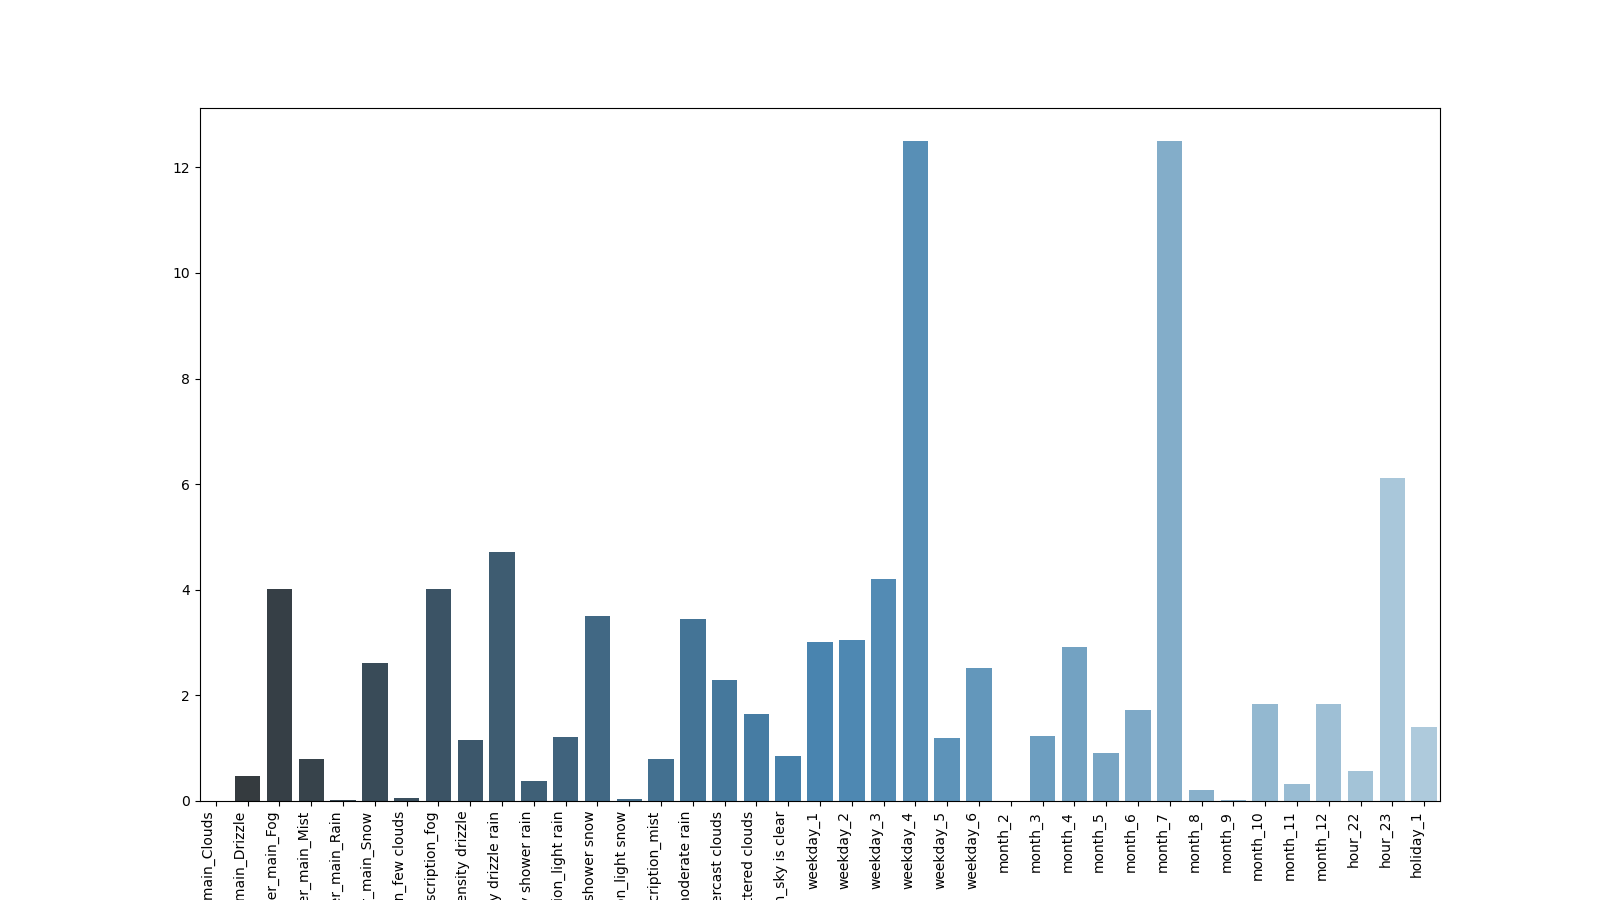 12
10
8
6
4
2
0
main_Clouds
main_Drizzle
er_main_Fog
er_main_Mist
er_main_Rain
_main_Snow
n_few clouds
scription_fog
ensity drizzle
y drizzle rain
shower rain
ion_light rain
shower snow
on_light snow
cription_mist
moderate rain
ercast clouds
ttered clouds
n_sky is clear
weekday_1
weekday_2
weekday_3
weekday_4
weekday_5
weekday_6
month_2
month_3
month_4
month_5
month_6
month_7
month_8
month_9
month_10
month_11
month_12
hour_22
hour_23
holiday_1